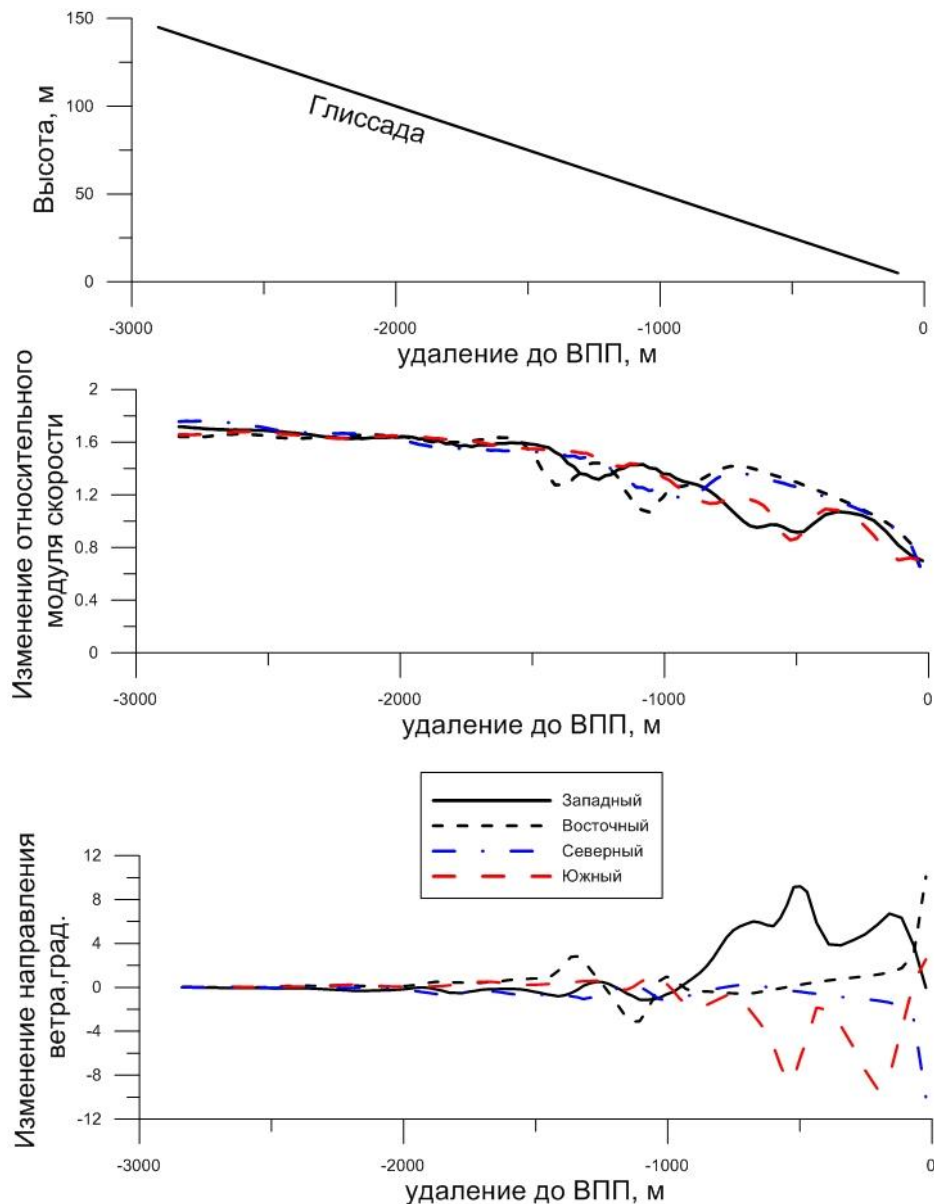 150
100
50
0
Высота, м
Глиссада
-3000
-2000
-1000
0
удаление до ВПП, м
2
1.6
1.2
0.8
0.4
0
Изменение относительного
модуля скорости
-3000
-2000
-1000
0
удаление до ВПП, м
Западный
Восточный
Северный
Южный
12
8
4
0
-4
-8
-12
Изменение направления
ветра,град.
-3000
-2000
-1000
0
удаление до ВПП, м